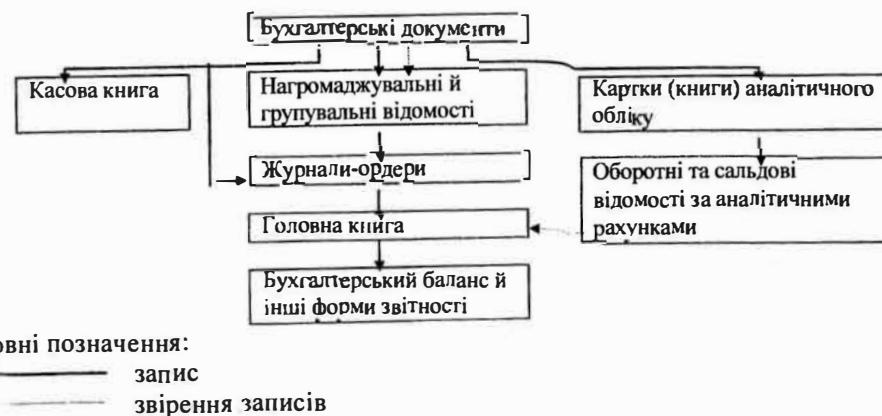 Бухгалтерські документи
Касова книга
Нагромаджувальні й
групувальні відомості
Картки (книги) аналітичного
обліку
Журнали-ордери
Оборотні та сальдові
відомості за аналітичними
рахунками
Головна книга
Бухгалтерський баланс й
інші форми звітності
овні позначення:
запис
звірення записів